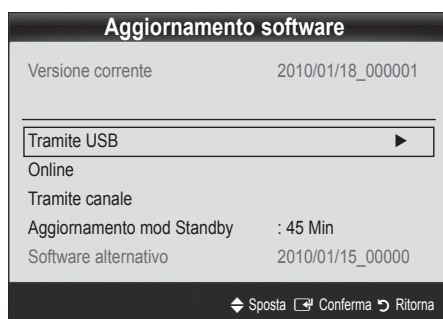 Aggiornamento software
Versione corrente 2010/01/18_000001
Tramite USB ▶
Online
Tramite canale
Aggiornamento mod Standby : 45 Min
Software alternativo 2010/01/15_00000
Sposta Conferma Ritorna